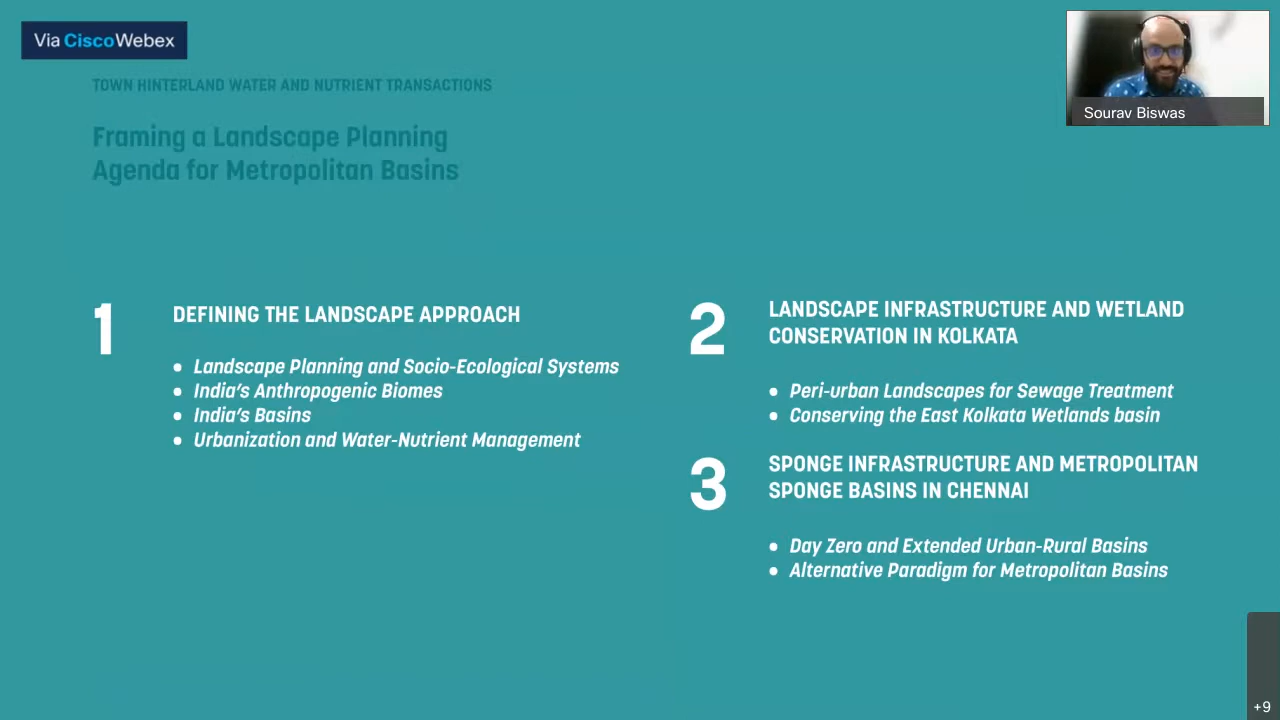 Via CiscoWebex
Sourav Biswas
TOWN HINTERLAND WATER AND NUTRIENT TRANSACTIONS
Framing a Landscape Planning
Agenda for Metropolitan Basins
1
DEFINING THE LANDSCAPE APPROACH
• Landscape Planning and Socio-Ecological Systems
• India's Anthropogenic Biomes
• India's Basins
• Urbanization and Water-Nutrient Management
2
LANDSCAPE INFRASTRUCTURE AND WETLAND
CONSERVATION IN KOLKATA
• Peri-urban Landscapes for Sewage Treatment
• Conserving the East Kolkata Wetlands basin
3
SPONGE INFRASTRUCTURE AND METROPOLITAN
SPONGE BASINS IN CHENNAI
• Day Zero and Extended Urban-Rural Basins
• Alternative Paradigm for Metropolitan Basins
+9